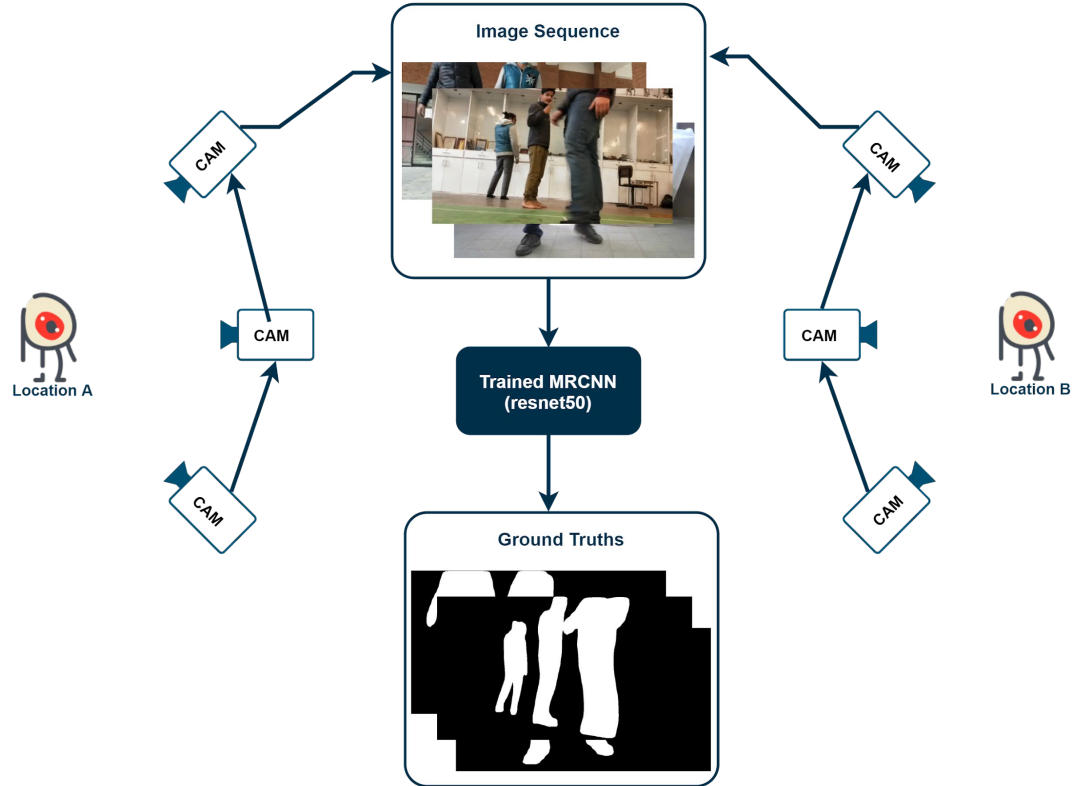 Image Sequence
CAM
CAM
CAM
CAM
Location A
Location B
Trained MRCNN
(resnet50)
CAM
CAM
Ground Truths